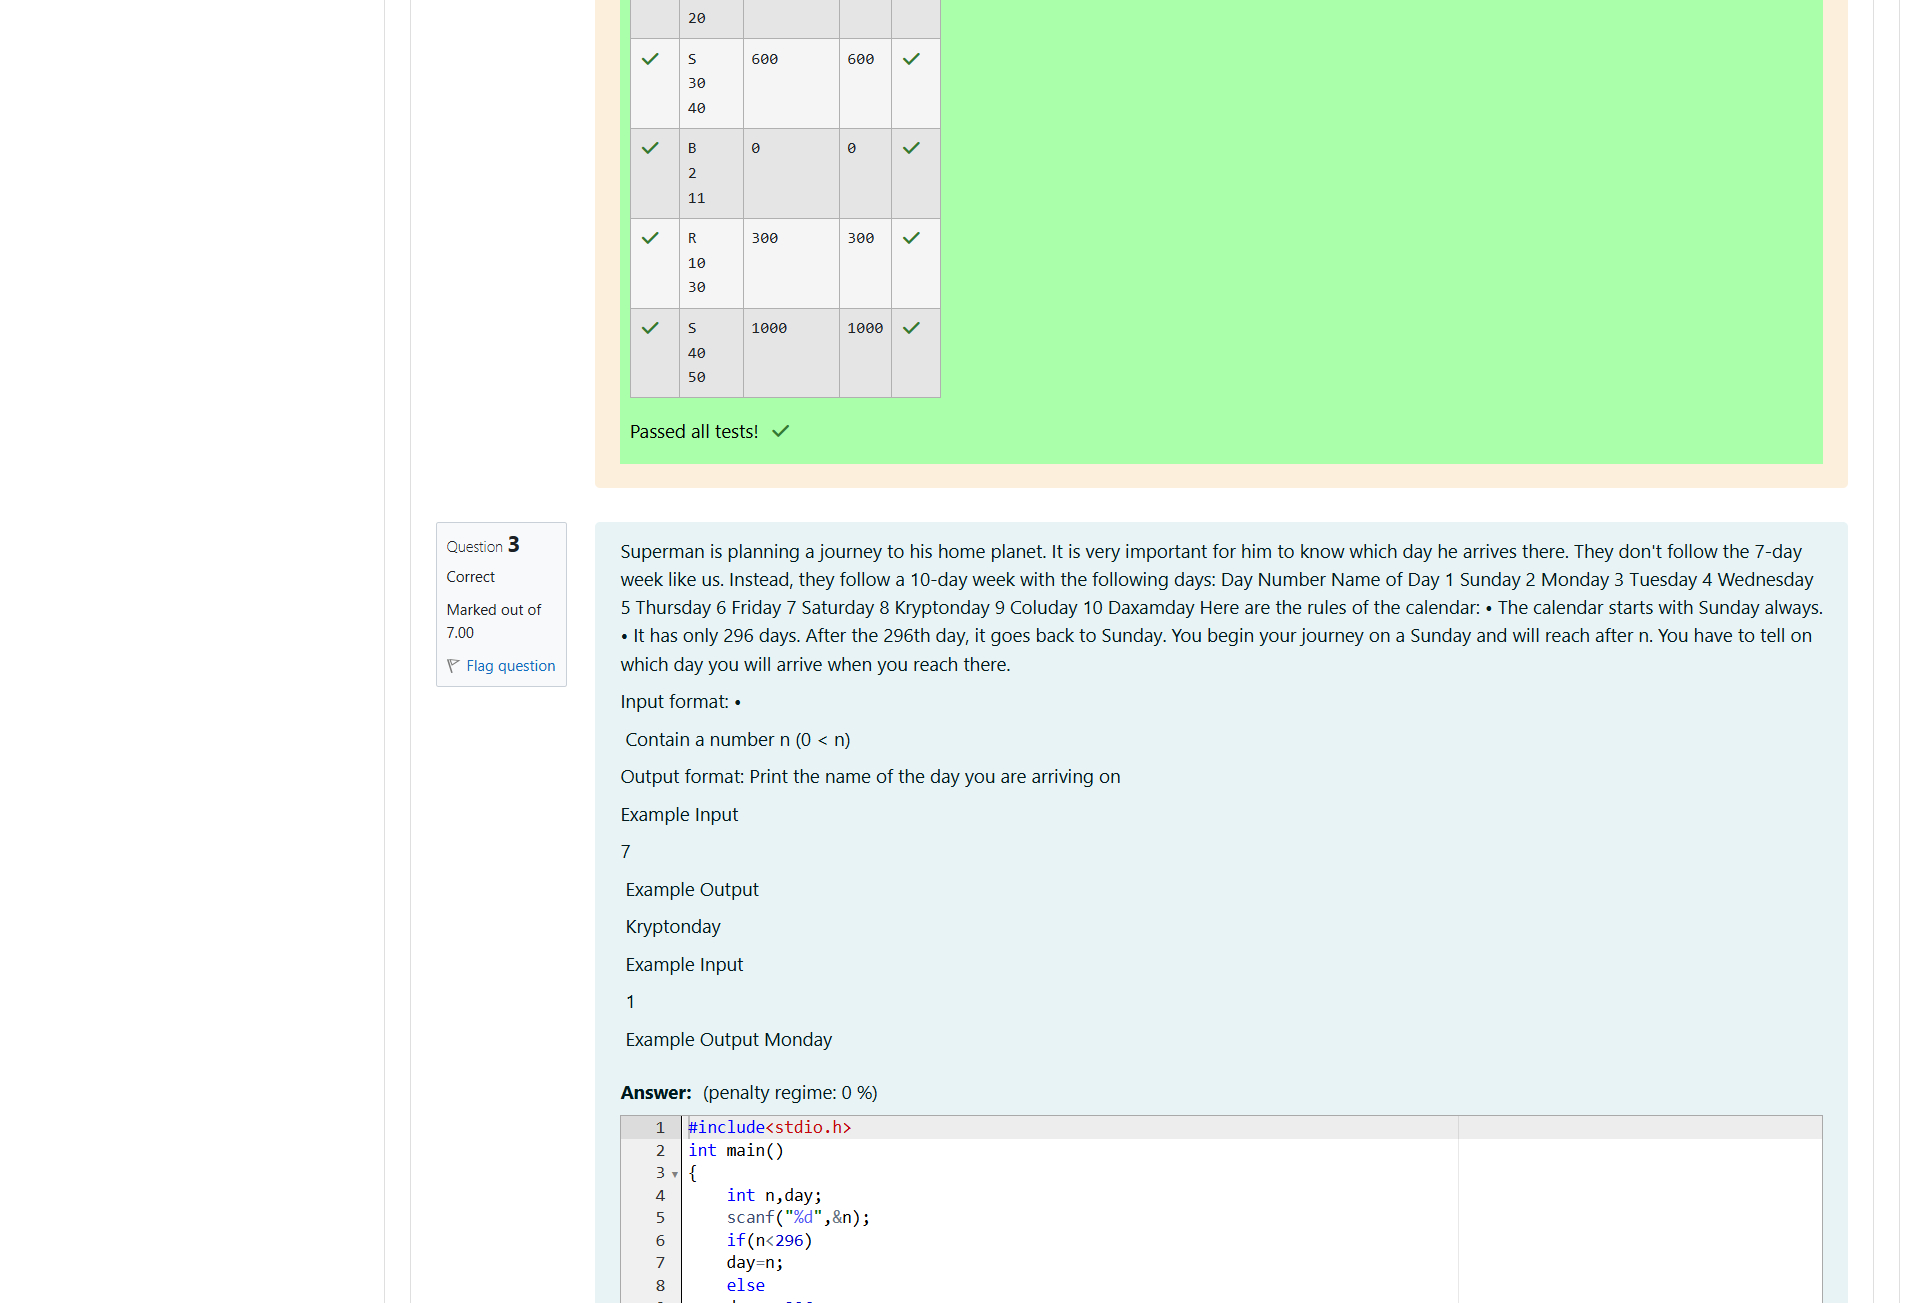 20
S 600 600
30
40
B 0 0
2
11
R 300 300
10
30
S 1000 1000
40
50
Passed all tests!
Question 3
Correct
Marked out of
7.00
Flag question
Superman is planning a journey to his home planet. It is very important for him to know which day he arrives there. They don't follow the 7-day
week like us. Instead, they follow a 10-day week with the following days: Day Number Name of Day 1 Sunday 2 Monday 3 Tuesday 4 Wednesday
5 Thursday 6 Friday 7 Saturday 8 Kryptonday 9 Coluday 10 Daxamday Here are the rules of the calendar: • The calendar starts with Sunday always.
• It has only 296 days. After the 296th day, it goes back to Sunday. You begin your journey on a Sunday and will reach after n. You have to tell on
which day you will arrive when you reach there.
Input format: •
Contain a number n (0 < n)
Output format: Print the name of the day you are arriving on
Example Input
7
Example Output
Kryptonday
Example Input
1
Example Output Monday
Answer: (penalty regime: 0 %)
1 #include<stdio.h>
2 int main()
3 {
4 int n,day;
5 scanf("%d",&n);
6 if(n<296)
7 day=n;
8 else